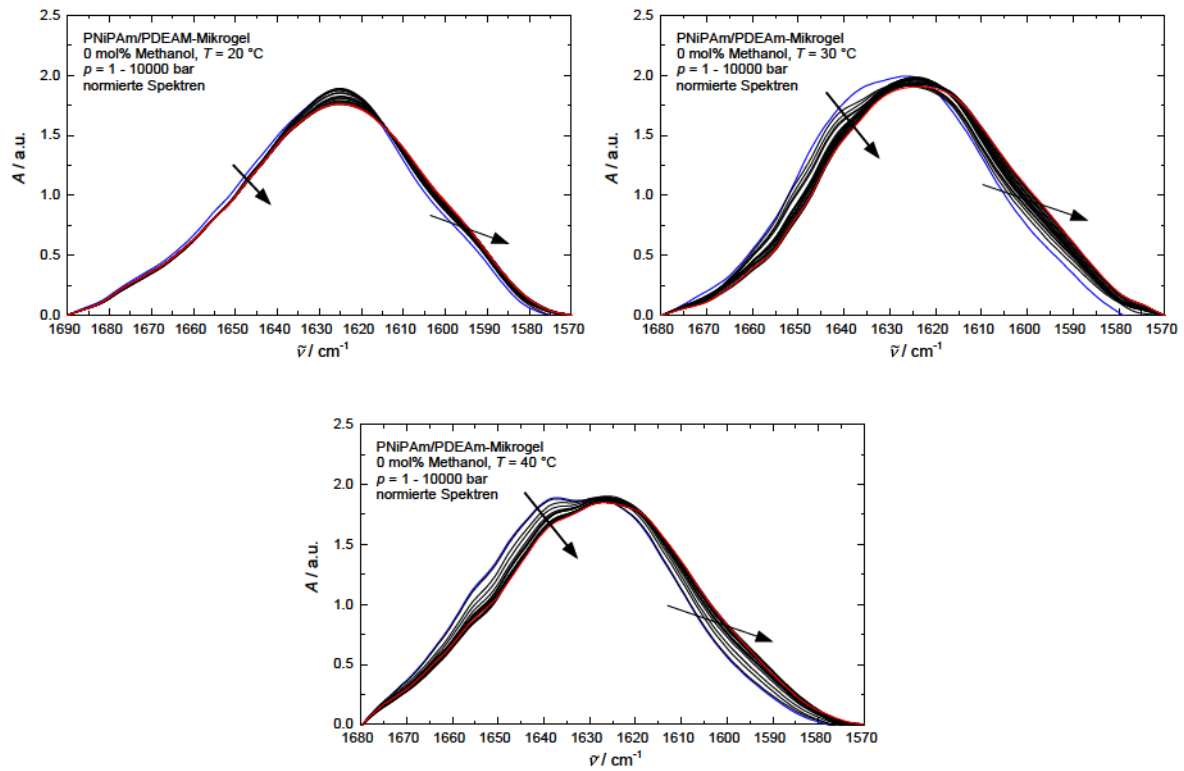 PNiPAm/PDEAM-Mikrogel
0 mol% Methanol, T = 20 °C
p = 1 - 10000 bar
normierte Spektren
2.5
2.0
1.5
1.0
0.5
0.0
A / a.u.
1690 1680 1670 1660 1650 1640 1630 1620 1610 1600 1590 1580 1570
ν̃ / cm⁻¹
PNiPAm/PDEAm-Mikrogel
0 mol% Methanol, T = 30 °C
p = 1 - 10000 bar
normierte Spektren
2.5
2.0
1.5
1.0
0.5
0.0
A / a.u.
1680 1670 1660 1650 1640 1630 1620 1610 1600 1590 1580 1570
ν̃ / cm⁻¹
PNiPAm/PDEAm-Mikrogel
0 mol% Methanol, T = 40 °C
p = 1 - 10000 bar
normierte Spektren
2.5
2.0
1.5
1.0
0.5
0.0
A / a.u.
1680 1670 1660 1650 1640 1630 1620 1610 1600 1590 1580 1570
ν̃ / cm⁻¹